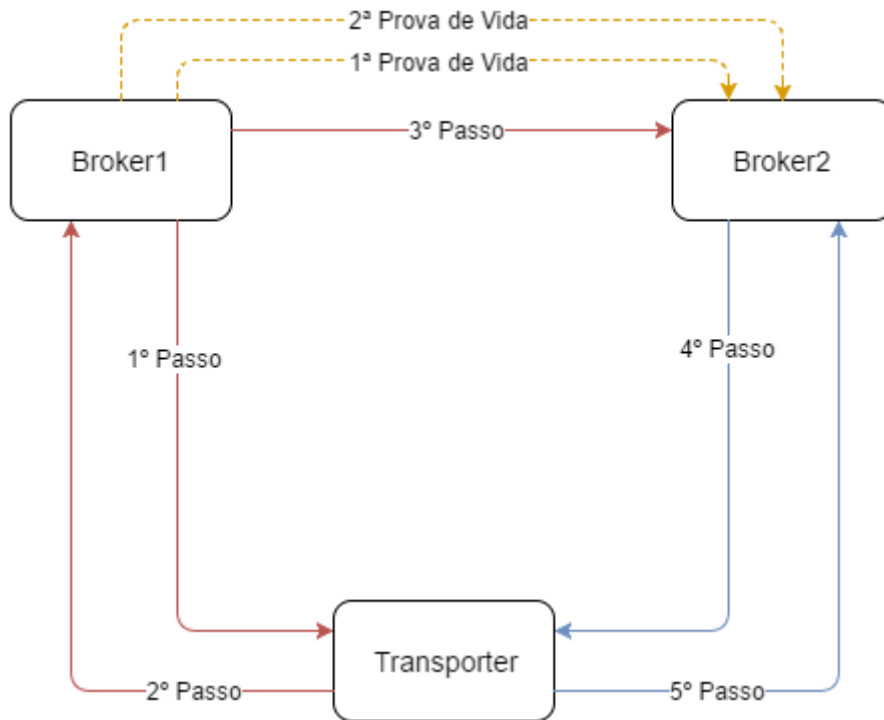 2ª Prova de Vida
1ª Prova de Vida
3º Passo
Broker1
Broker2
1º Passo
4º Passo
Transporter
2º Passo
5º Passo